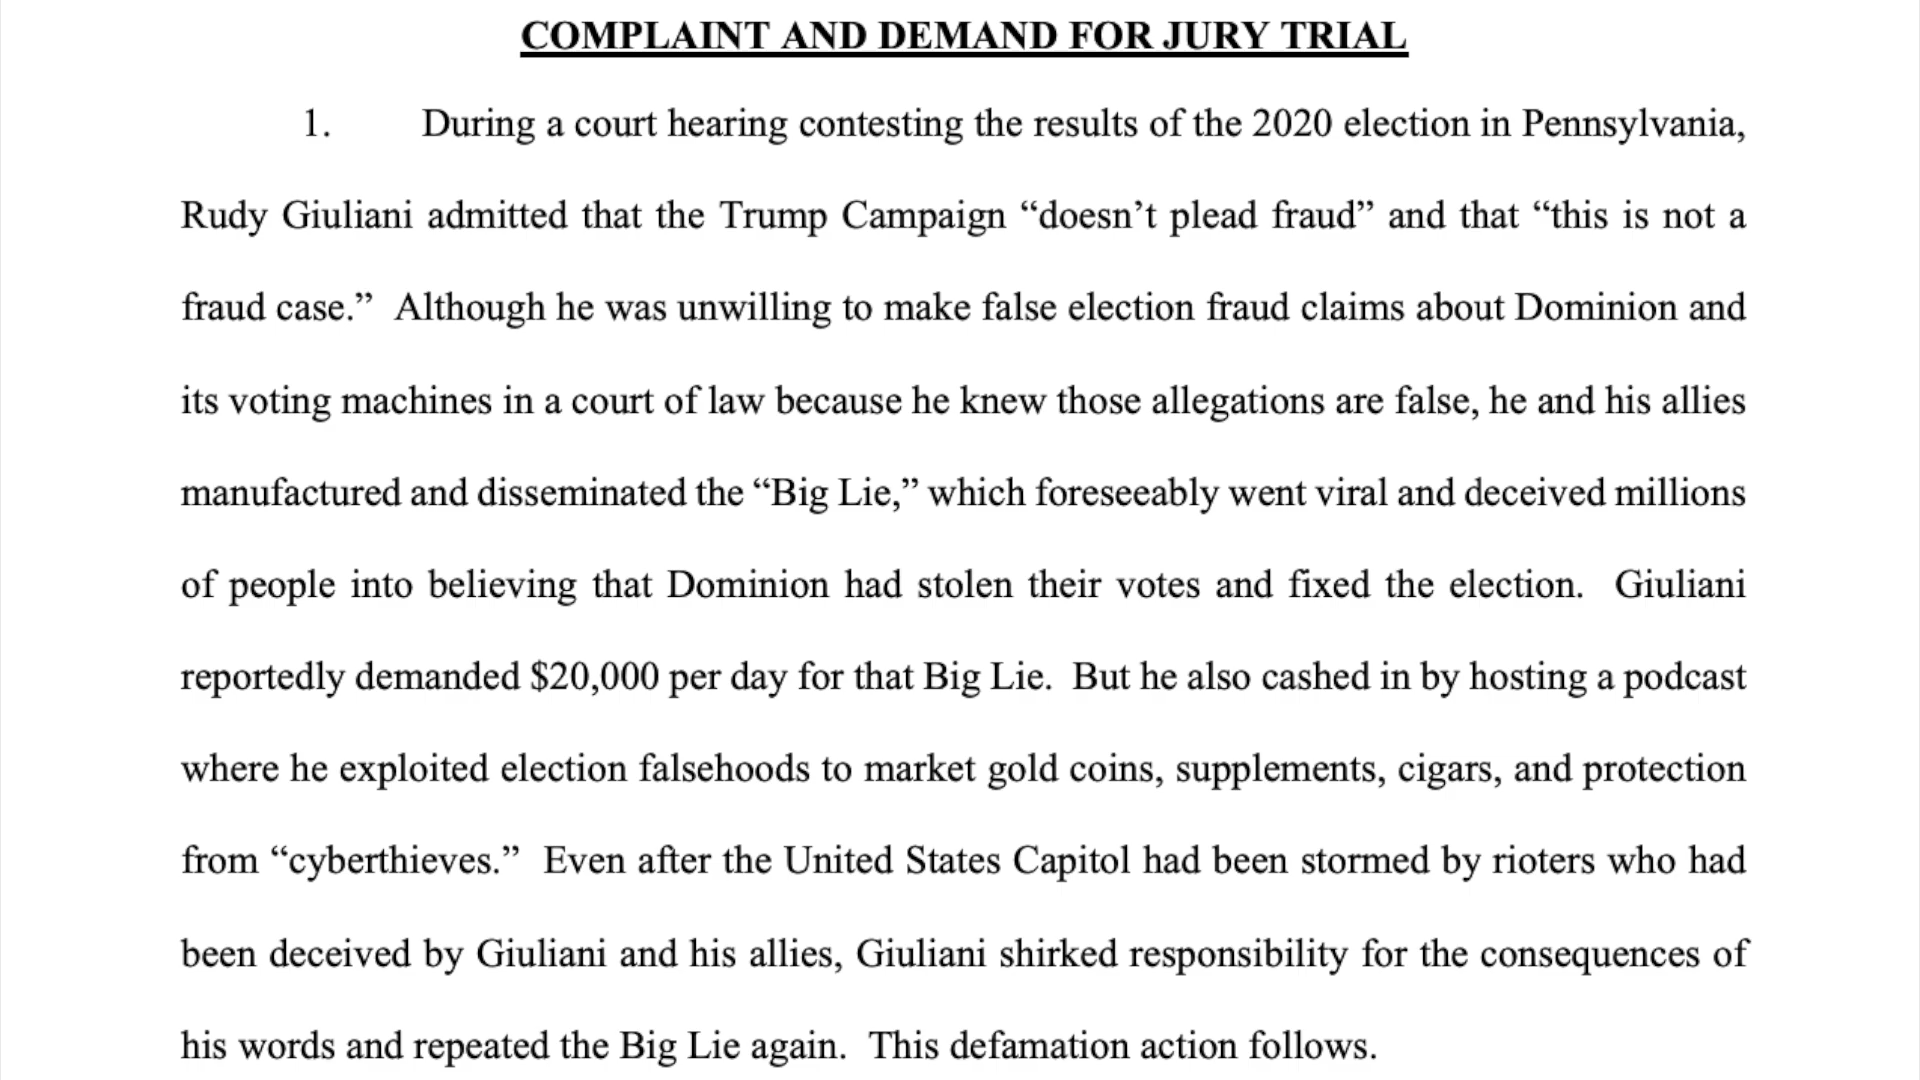 COMPLAINT AND DEMAND FOR JURY TRIAL
1. During a court hearing contesting the results of the 2020 election in Pennsylvania,
Rudy Giuliani admitted that the Trump Campaign “doesn’t plead fraud” and that “this is not a
fraud case.” Although he was unwilling to make false election fraud claims about Dominion and
its voting machines in a court of law because he knew those allegations are false, he and his allies
manufactured and disseminated the “Big Lie,” which foreseeably went viral and deceived millions
of people into believing that Dominion had stolen their votes and fixed the election. Giuliani
reportedly demanded $20,000 per day for that Big Lie. But he also cashed in by hosting a podcast
where he exploited election falsehoods to market gold coins, supplements, cigars, and protection
from “cyberthieves.” Even after the United States Capitol had been stormed by rioters who had
been deceived by Giuliani and his allies, Giuliani shirked responsibility for the consequences of
his words and repeated the Big Lie again. This defamation action follows.